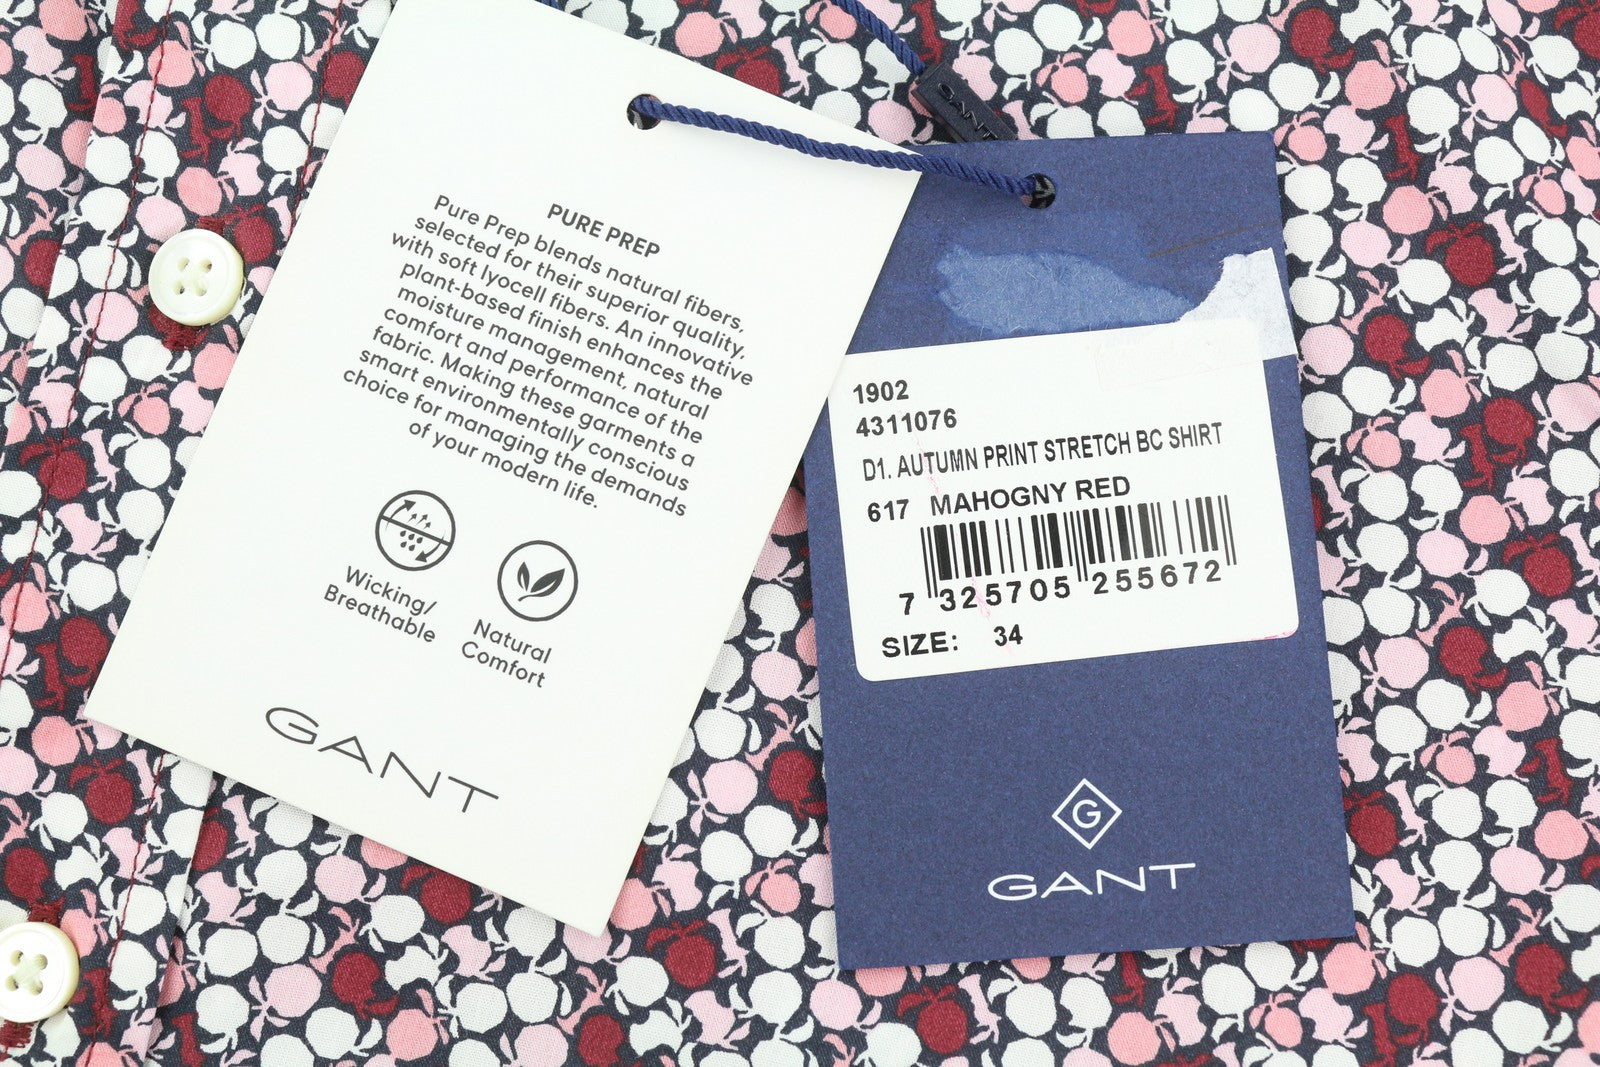 PURE PREP
Pure Prep blends natural fibers,
selected for their superior quality,
with soft lyocell fibers. An innovative
plant-based finish enhances the
moisture management, natural
comfort and performance of the
fabric. Making these garments a
smart environmentally conscious
choice for managing the demands
of your modern life.
Wicking/
Breathable
Natural
Comfort
GANT
GANT
1902
4311076
D1. AUTUMN PRINT STRETCH BC SHIRT
617 MAHOGNY RED
7 325705 255672
SIZE: 34
G
GANT